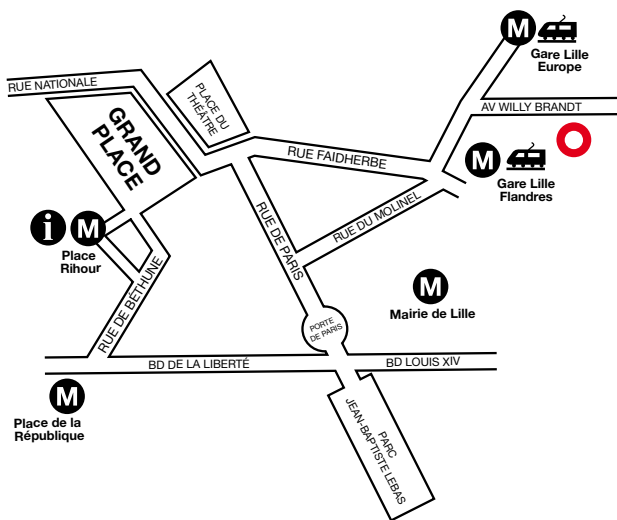 M
Gare Lille
Europe
RUE NATIONALE
PLACE DU
THÉÂTRE
AV WILLY BRANDT
GRAND
PLACE
RUE FAIDHERBE
M
Gare Lille
Flandres
RUE DU MOLINEL
RUE DE PARIS
i
M
Place
Rihour
RUE DE BÉTHUNE
M
Mairie de Lille
PORTE
DE PARIS
BD DE LA LIBERTÉ
BD LOUIS XIV
M
Place de la
République
PARC
JEAN-BAPTISTE LEBAS